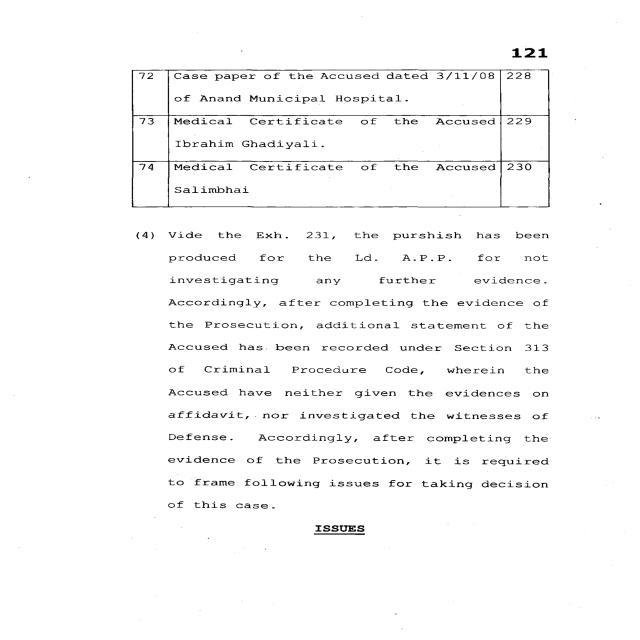 121
72 Case paper of the Accused dated 3/11/08 228
of Anand Municipal Hospital.
73 Medical Certificate of the Accused 229
Ibrahim Ghadiyali.
74 Medical Certificate of the Accused 230
Salimbhai
(4) Vide the Exh. 231, the purshish has been
produced for the Ld. A.P.P. for not
investigating any further evidence.
Accordingly, after completing the evidence of
the Prosecution, additional statement of the
Accused has been recorded under Section 313
of Criminal Procedure Code, wherein the
Accused have neither given the evidences on
affidavit, nor investigated the witnesses of
Defense. Accordingly, after completing the
evidence of the Prosecution, it is required
to frame following issues for taking decision
of this case.
ISSUES